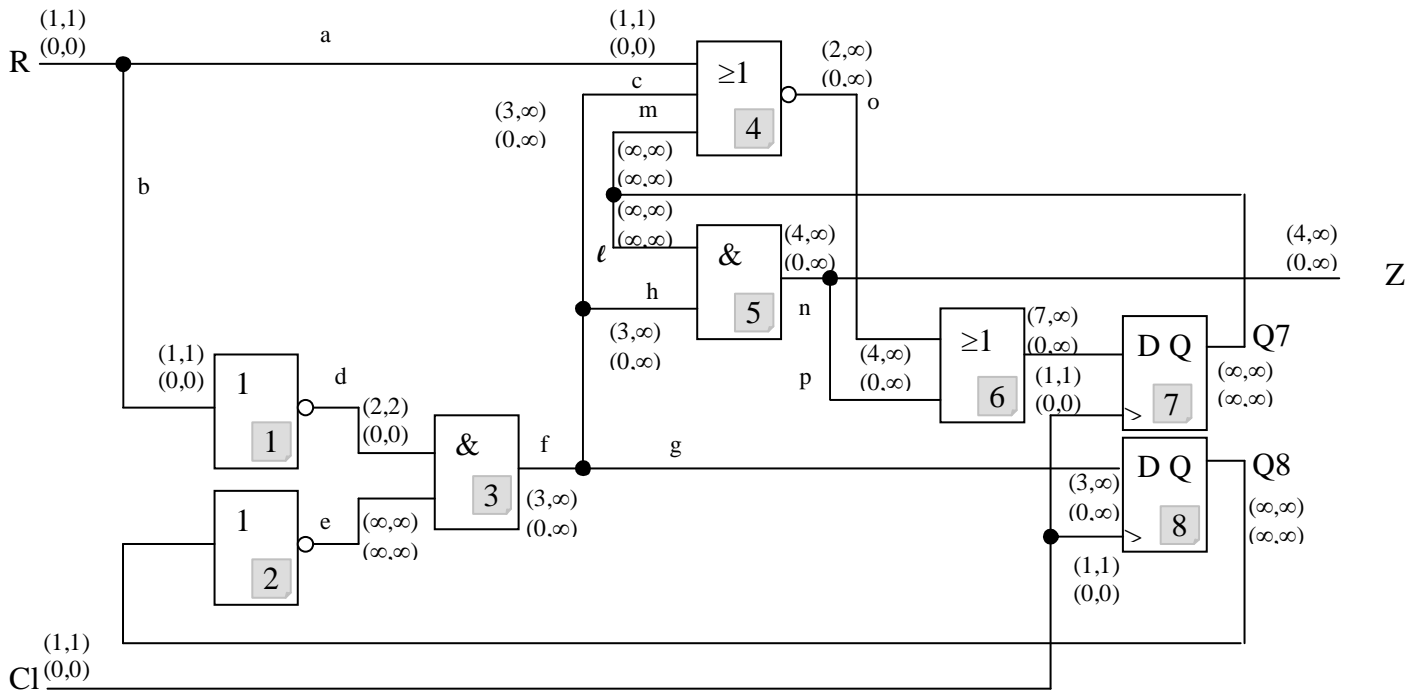 (1,1)
(0,0)
R
a
(1,1)
(0,0)
≥1
4
(2,∞)
(0,∞)
o
c
(3,∞)
(0,∞)
m
(∞,∞)
(∞,∞)
b
(∞,∞)
(∞,∞)
ℓ
&
5
(4,∞)
(0,∞)
(4,∞)
(0,∞)
Z
h
n
(3,∞)
(0,∞)
(7,∞)
(0,∞)
≥1
6
(4,∞)
(0,∞)
p
D Q
Q7
(1,1)
(0,0)
> 7
(∞,∞)
(∞,∞)
(1,1)
(0,0)
1
1
d
(2,2)
(0,0)
&
3
f
g
(3,∞)
(0,∞)
D Q
Q8
(3,∞)
(0,∞)
> 8
(∞,∞)
(∞,∞)
1
2
e
(∞,∞)
(∞,∞)
(1,1)
(0,0)
(1,1)
(0,0)
Cl